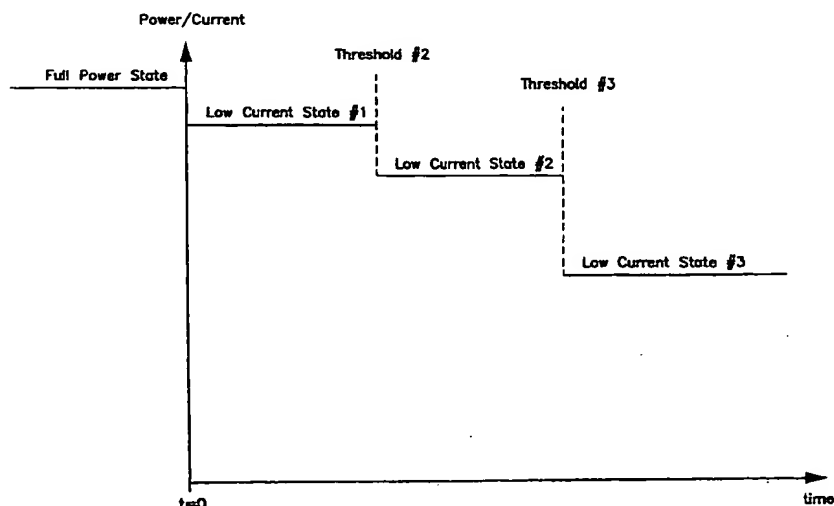 Power/Current
Threshold #2
Full Power State
Threshold #3
Low Current State #1
Low Current State #2
Low Current State #3
t=0
time